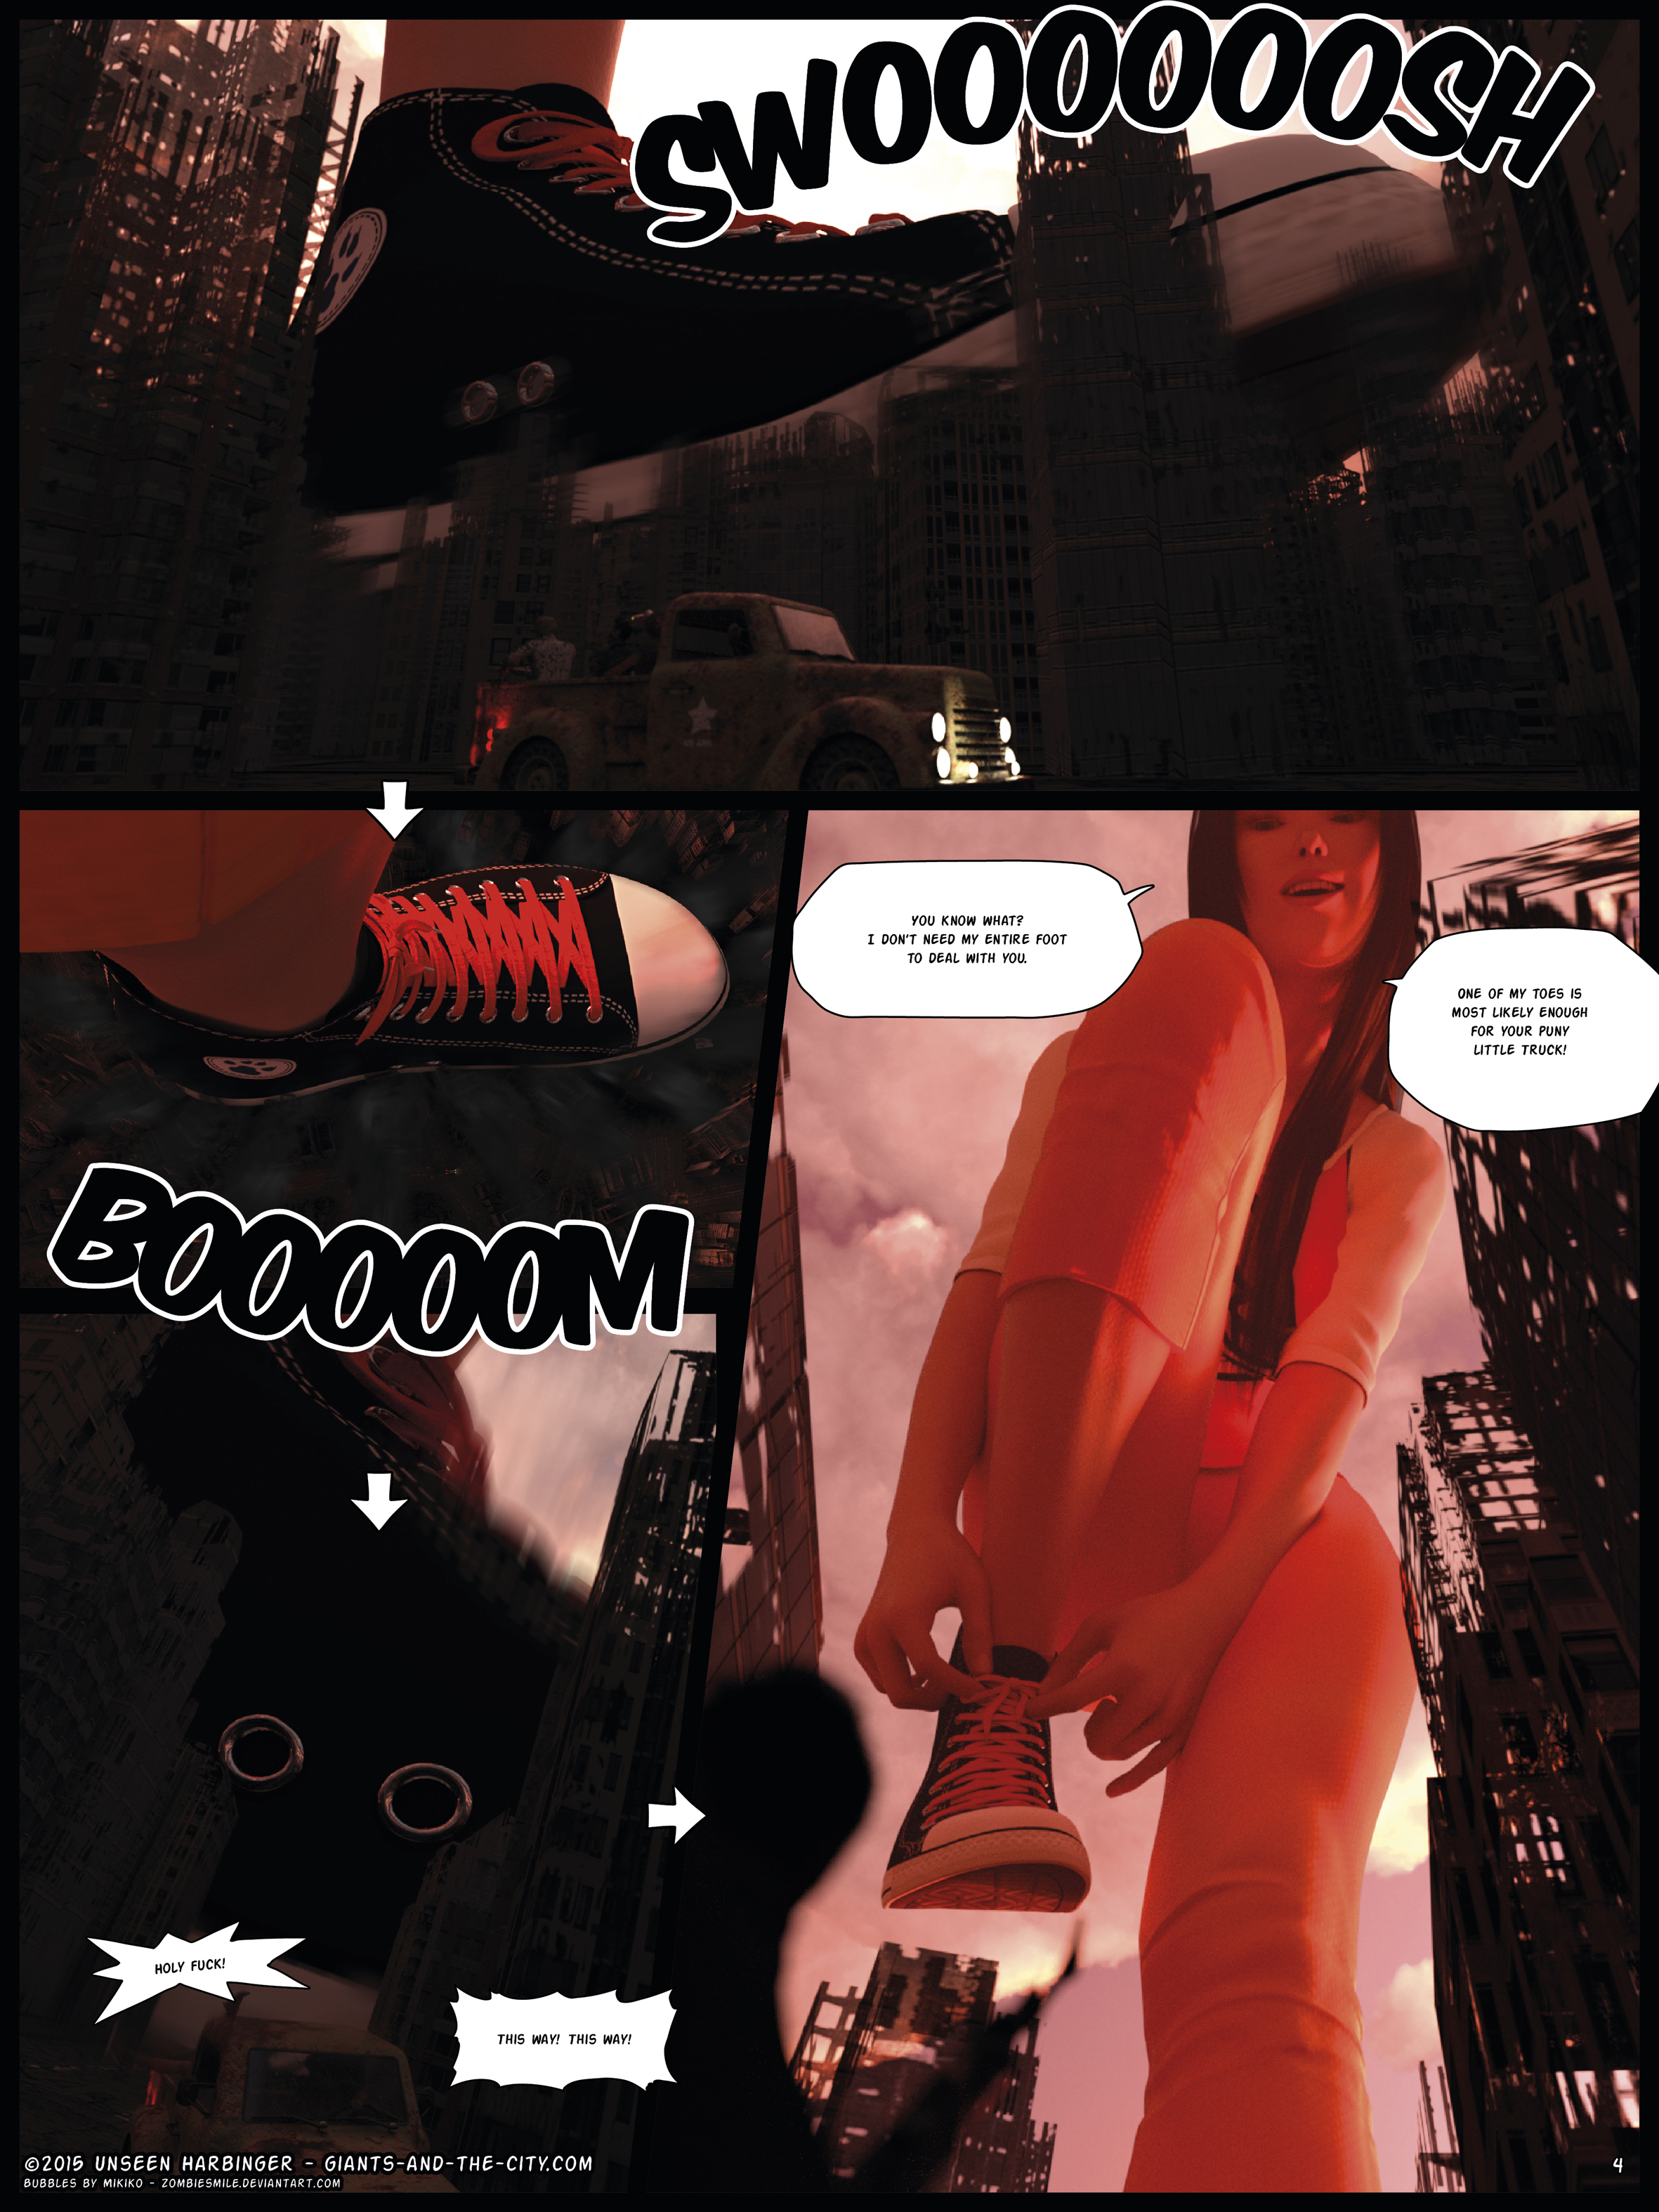 SWOOOOOOSH
BOOOOOM
HOLY FUCK!
THIS WAY! THIS WAY!
YOU KNOW WHAT?
I DON'T NEED MY ENTIRE FOOT
TO DEAL WITH YOU.
ONE OF MY TOES IS
MOST LIKELY ENOUGH
FOR YOUR PUNY
LITTLE TRUCK!
©2015 UNSEEN HARBINGER - GIANTS-AND-THE-CITY.COM
BUBBLES BY MIKIKO - ZOMBIESMILE.DEVIANTART.COM
4